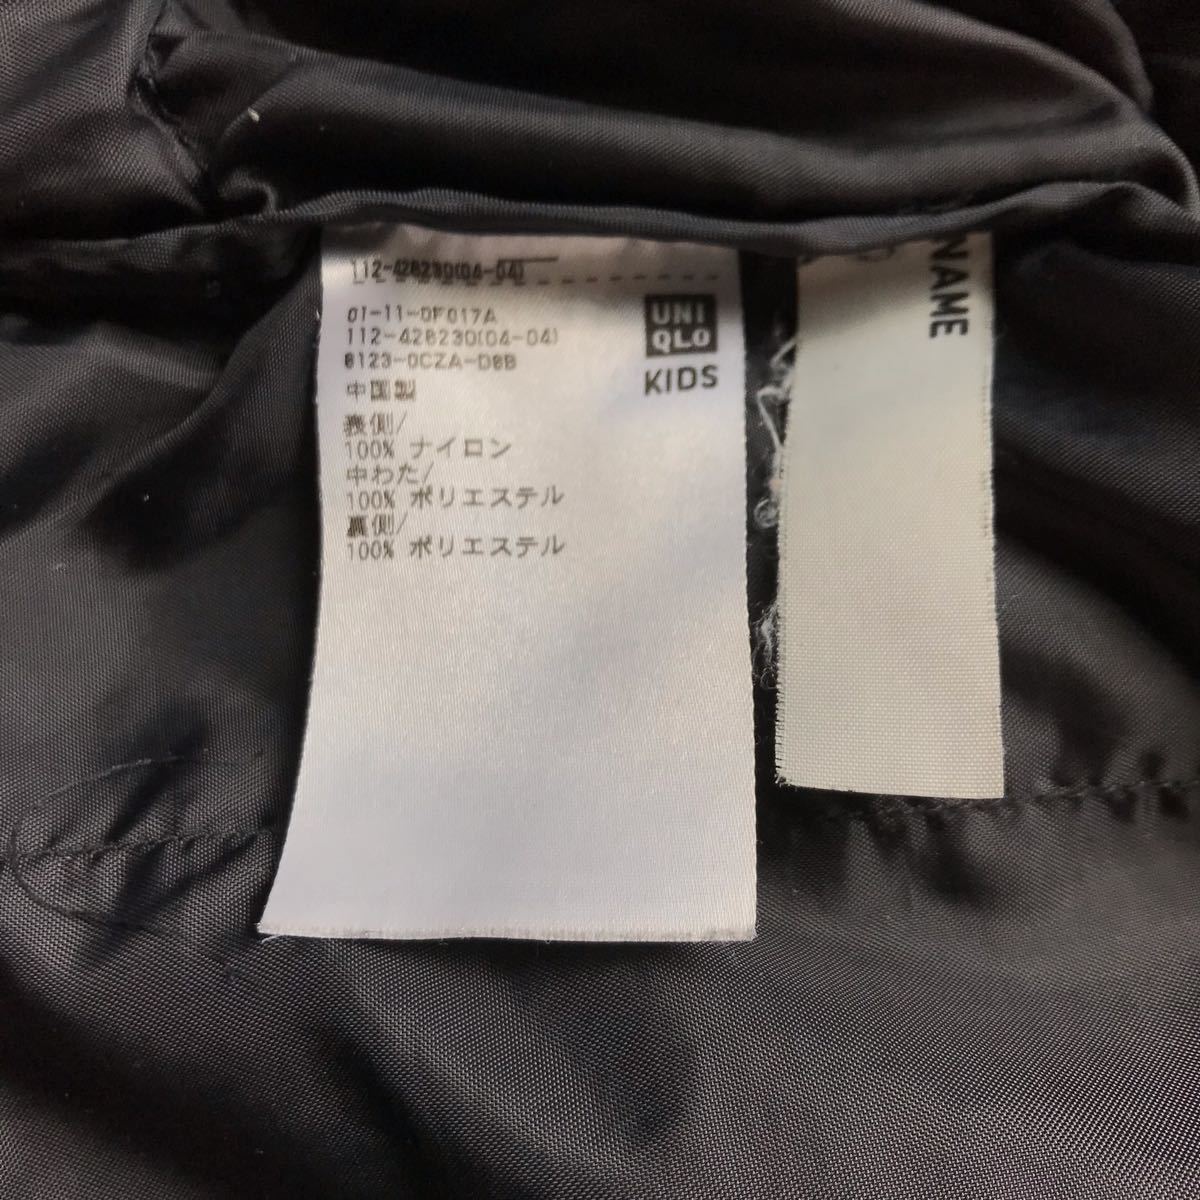 112-428230(04-04)
01-11-0F017A
112-428230(04-04)
8123-0CZA-D8B
中国製
表側/
100% ナイロン
中わた/
100% ポリエステル
裏側/
100% ポリエステル
UNI
QLO
KIDS
NAME